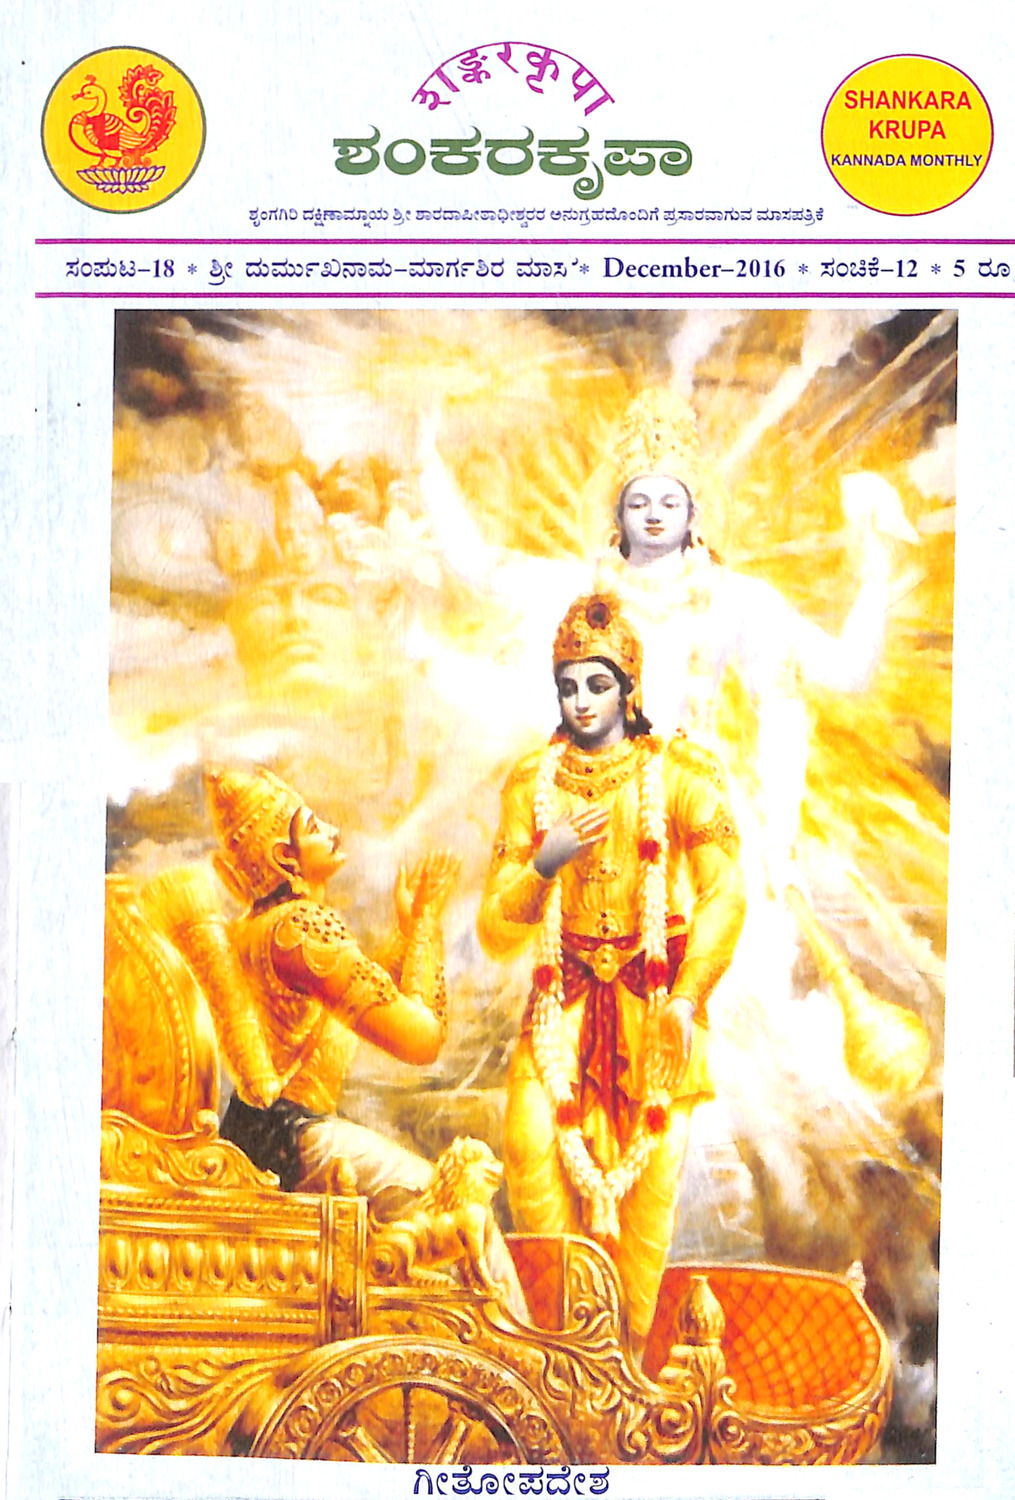 शाङ्करकृपा
ಶಂಕರಕೃಪಾ
SHANKARA
KRUPA
KANNADA MONTHLY
ಶೃಂಗಗಿರಿ ದಕ್ಷಿಣಾಮ್ನಾಯ ಶ್ರೀ ಶಾರದಾಪೀಠಾಧೀಶ್ವರರ ಅನುಗ್ರಹದೊಂದಿಗೆ ಪ್ರಸಾರವಾಗುವ ಮಾಸಪತ್ರಿಕೆ
ಸಂಪುಟ–18 * ಶ್ರೀ ದುರ್ಮುಖಿನಾಮ–ಮಾರ್ಗಶಿರ ಮಾಸ * December–2016 * ಸಂಚಿಕೆ–12 * 5 ರೂ
ಗೀತೋಪದೇಶ